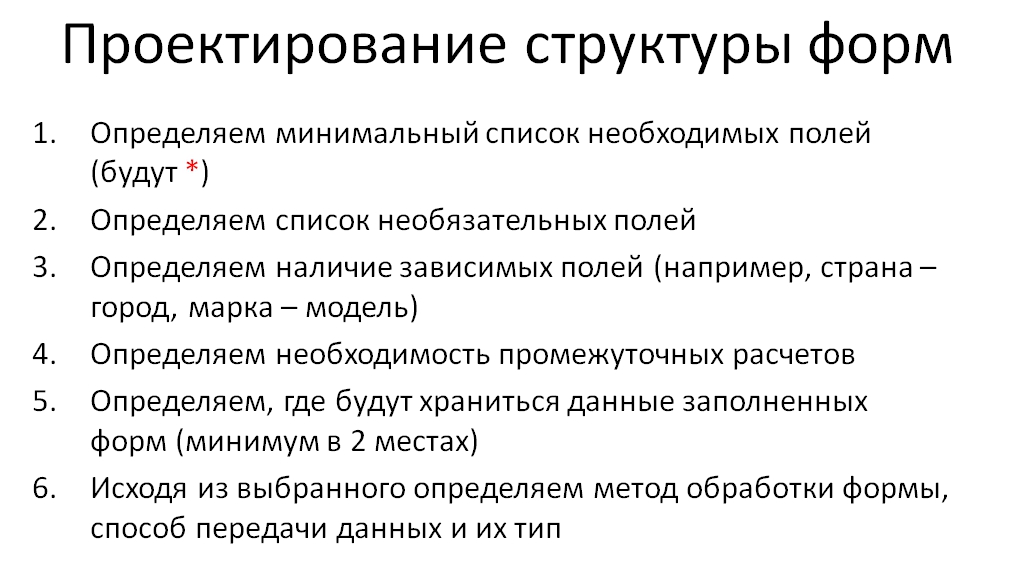 Проектирование структуры форм
1. Определяем минимальный список необходимых полей
(будут *)
2. Определяем список необязательных полей
3. Определяем наличие зависимых полей (например, страна –
город, марка – модель)
4. Определяем необходимость промежуточных расчетов
5. Определяем, где будут храниться данные заполненных
форм (минимум в 2 местах)
6. Исходя из выбранного определяем метод обработки формы,
способ передачи данных и их тип